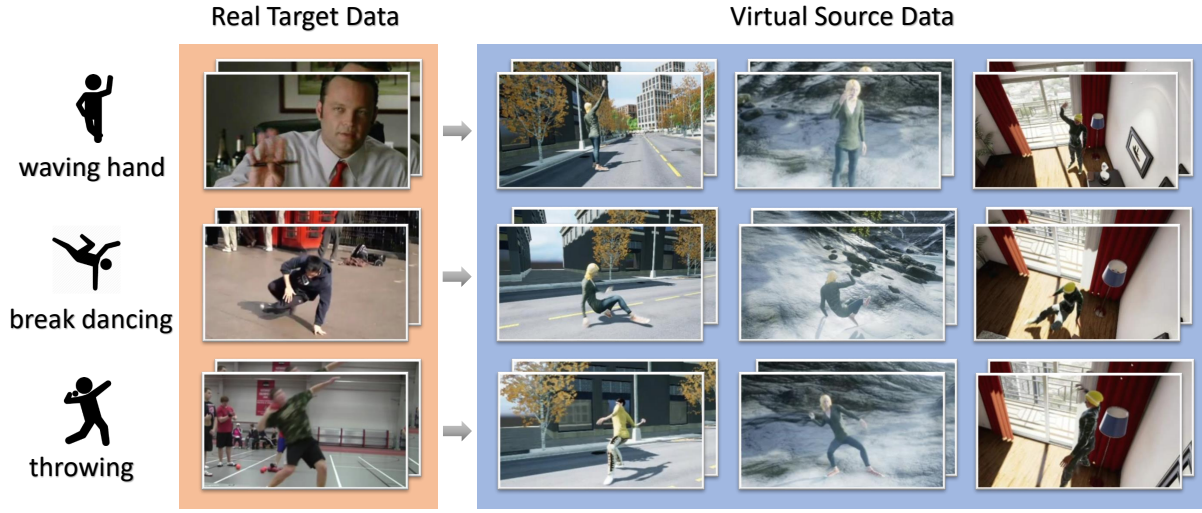 Real Target Data
Virtual Source Data
waving hand
break dancing
throwing